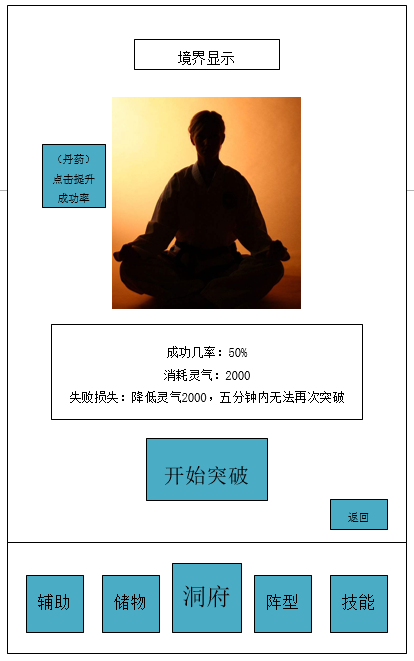 境界显示
（丹药）
点击提升
成功率
成功几率：50%
消耗灵气：2000
失败损失：降低灵气2000，五分钟内无法再次突破
开始突破
返回
辅助
储物
洞府
阵型
技能